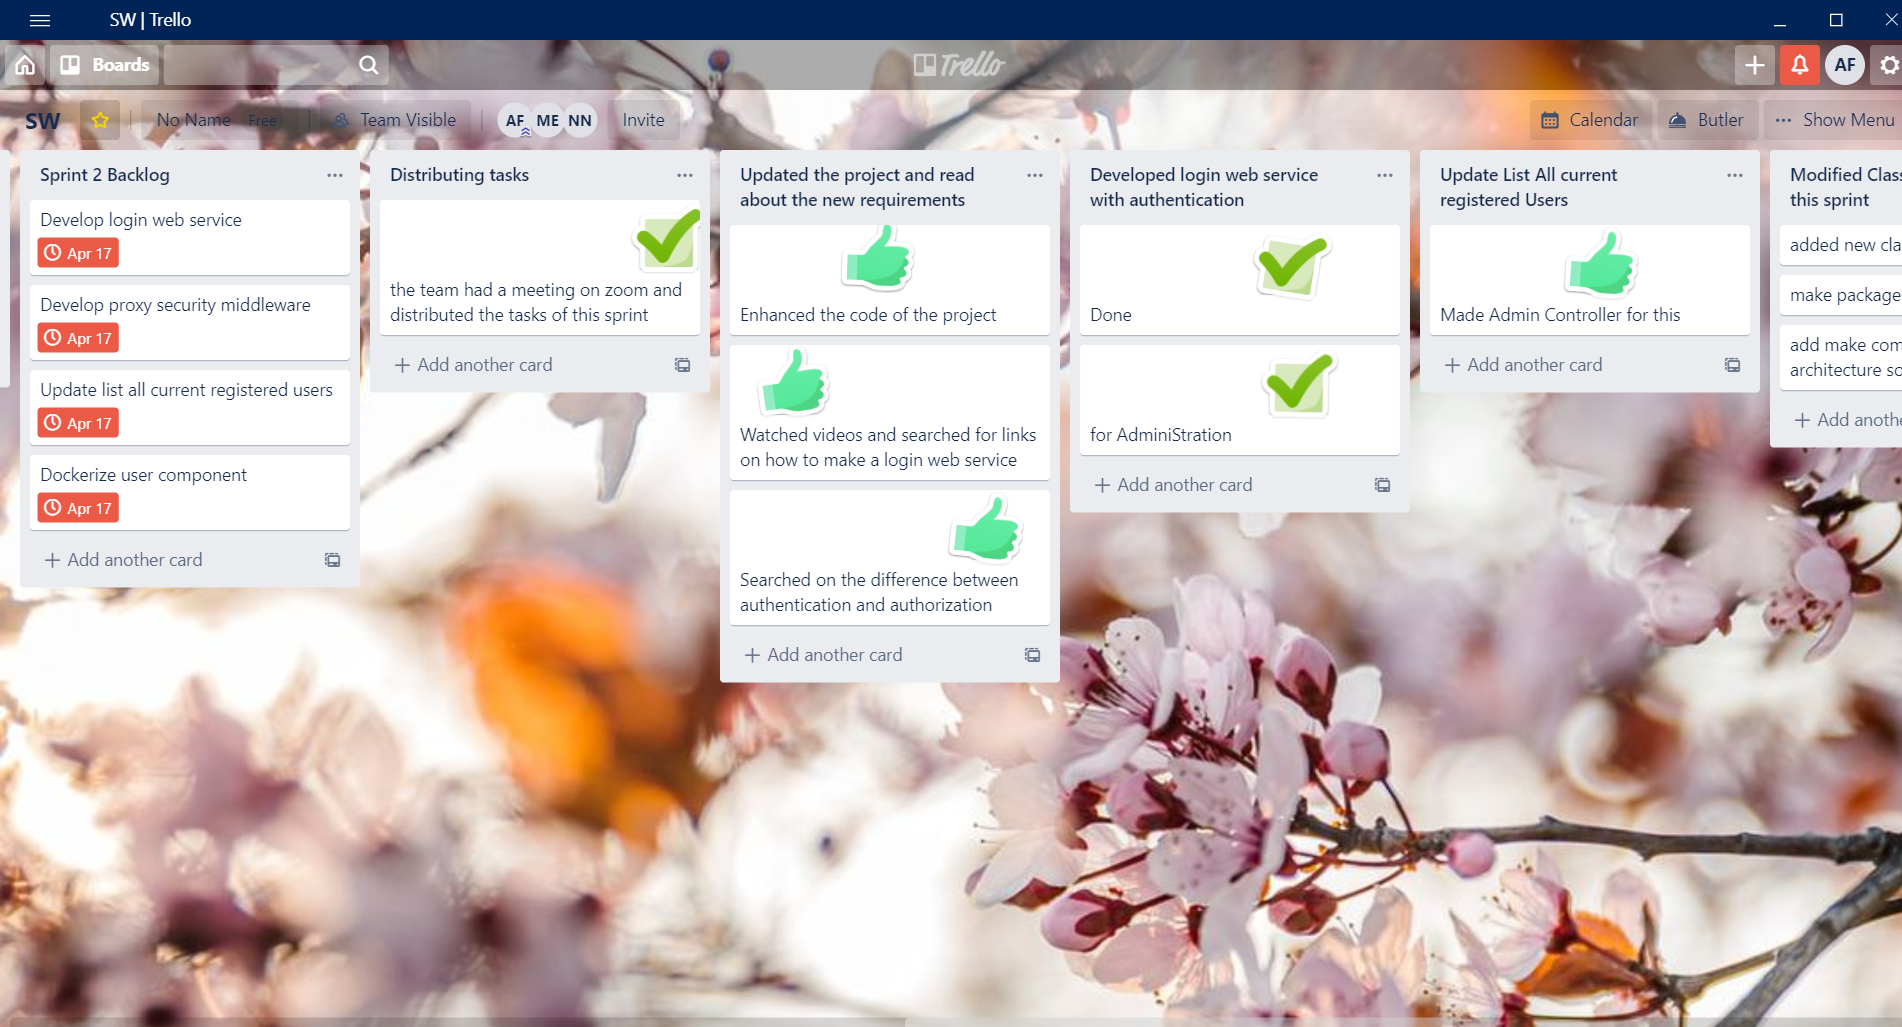 SW | Trello
Boards
Trello
SW
No Name Free
Team Visible
AF ME NN
Invite
Calendar
Butler
Show Menu
AF
Sprint 2 Backlog
Develop login web service
Apr 17
Develop proxy security middleware
Apr 17
Update list all current registered users
Apr 17
Dockerize user component
Apr 17
Add another card
Distributing tasks
the team had a meeting on zoom and
distributed the tasks of this sprint
Add another card
Updated the project and read
about the new requirements
Enhanced the code of the project
Watched videos and searched for links
on how to make a login web service
Searched on the difference between
authentication and authorization
Add another card
Developed login web service
with authentication
Done
for AdminiStration
Add another card
Update List All current
registered Users
Made Admin Controller for this
Add another card
Modified Clas
this sprint
added new cla
make package
add make com
architecture so
Add anothe